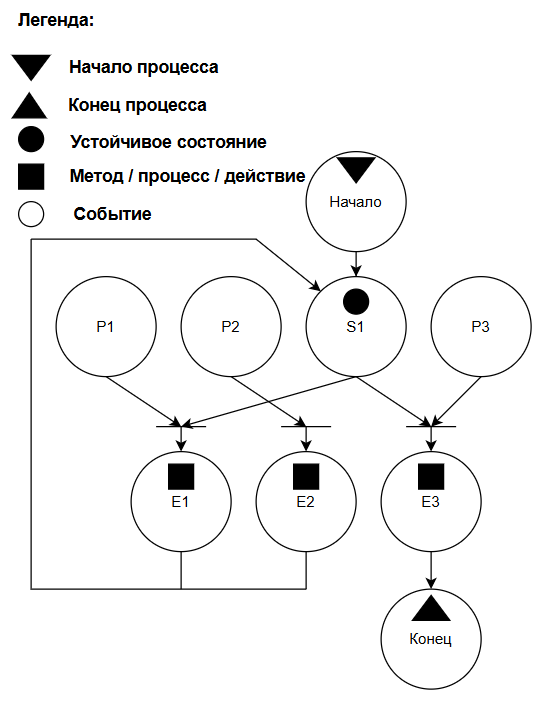 Легенда:
Начало процесса
Конец процесса
Устойчивое состояние
Метод / процесс / действие
Событие
Начало
P1
P2
S1
P3
E1
E2
E3
Конец